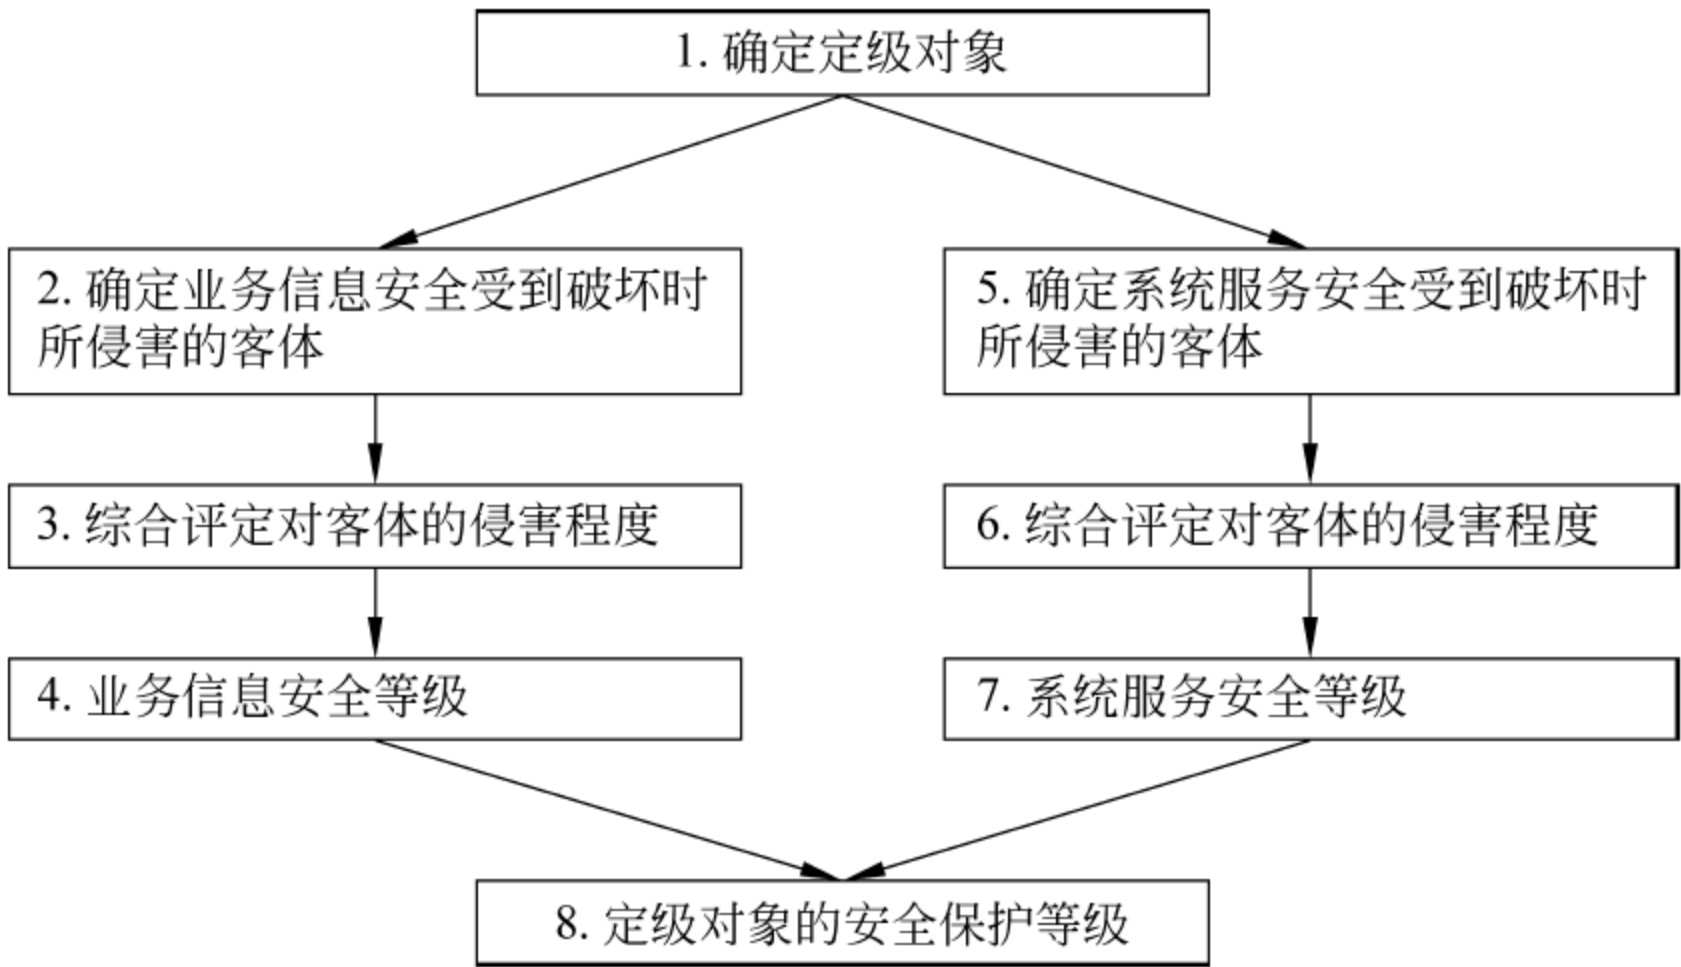 1. 确定定级对象
2. 确定业务信息安全受到破坏时
所侵害的客体
3. 综合评定对客体的侵害程度
4. 业务信息安全等级
5. 确定系统服务安全受到破坏时
所侵害的客体
6. 综合评定对客体的侵害程度
7. 系统服务安全等级
8. 定级对象的安全保护等级